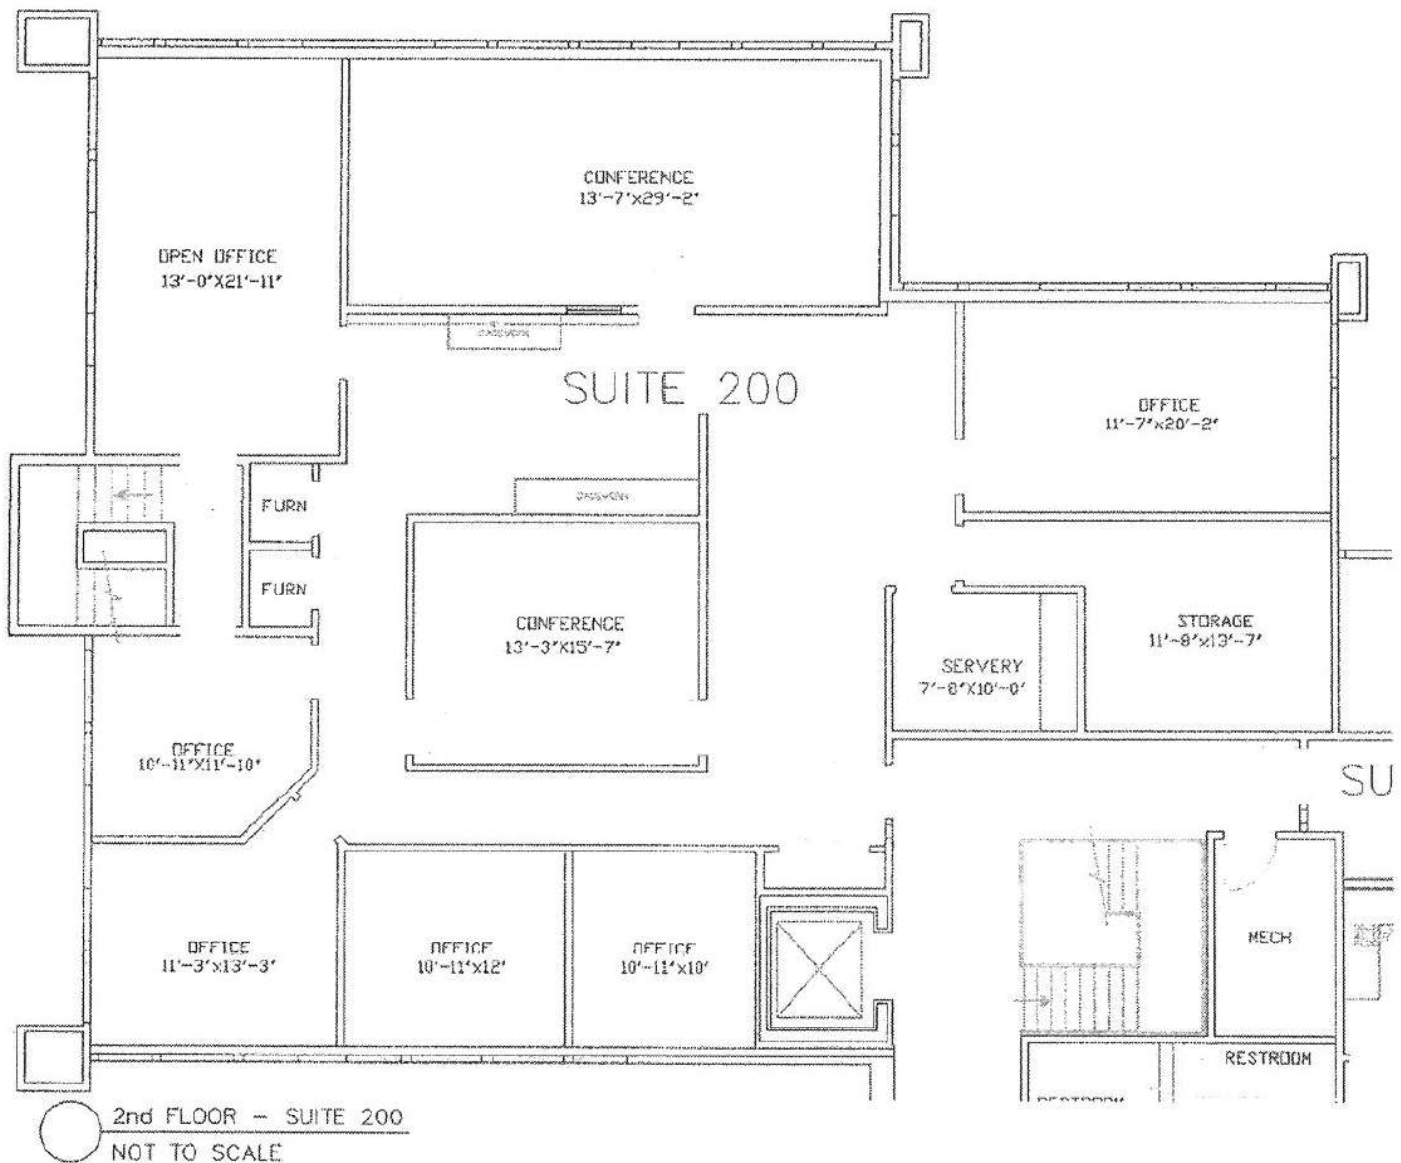 CONFERENCE
13'-7"x29'-2"
OPEN OFFICE
13'-0"X21'-11"
SUITE 200
OFFICE
11'-7"x20'-2"
FURN
FURN
CONFERENCE
13'-3"X15'-7"
STORAGE
11'-8"x13'-7"
SERVERY
7'-8"X10'-0"
OFFICE
10'-11"X11'-10"
SU
OFFICE
11'-3"x13'-3"
OFFICE
10'-11"x12'
OFFICE
10'-11"x10'
MECH
RESTROOM
RESTROOM
2nd FLOOR - SUITE 200
NOT TO SCALE